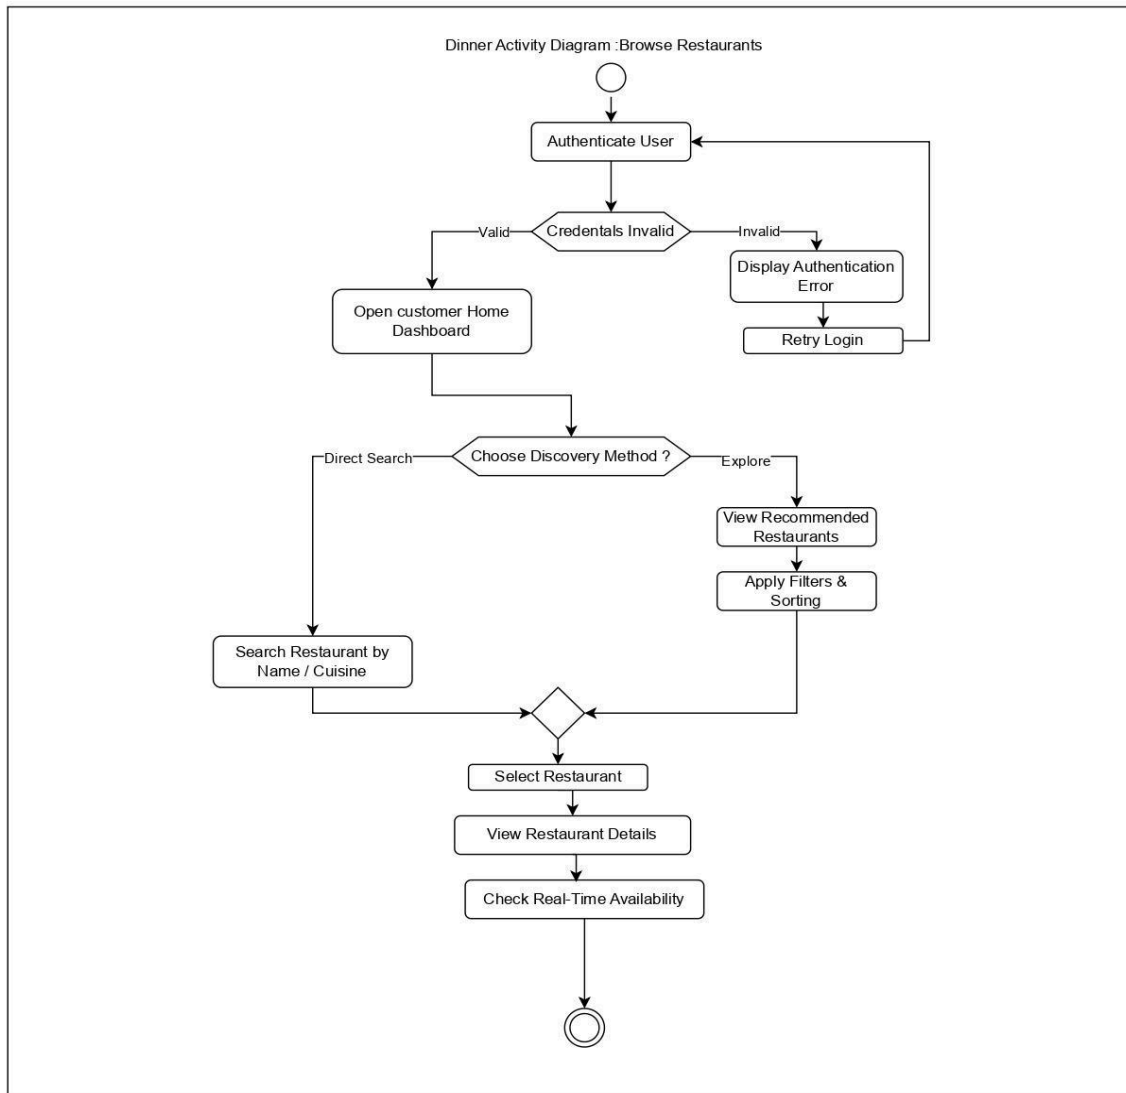 Dinner Activity Diagram :Browse Restaurants
Authenticate User
Valid
Credentals Invalid
Invalid
Display Authentication
Error
Open customer Home
Dashboard
Retry Login
Direct Search
Choose Discovery Method ?
Explore
View Recommended
Restaurants
Apply Filters &
Sorting
Search Restaurant by
Name / Cuisine
Select Restaurant
View Restaurant Details
Check Real-Time Availability